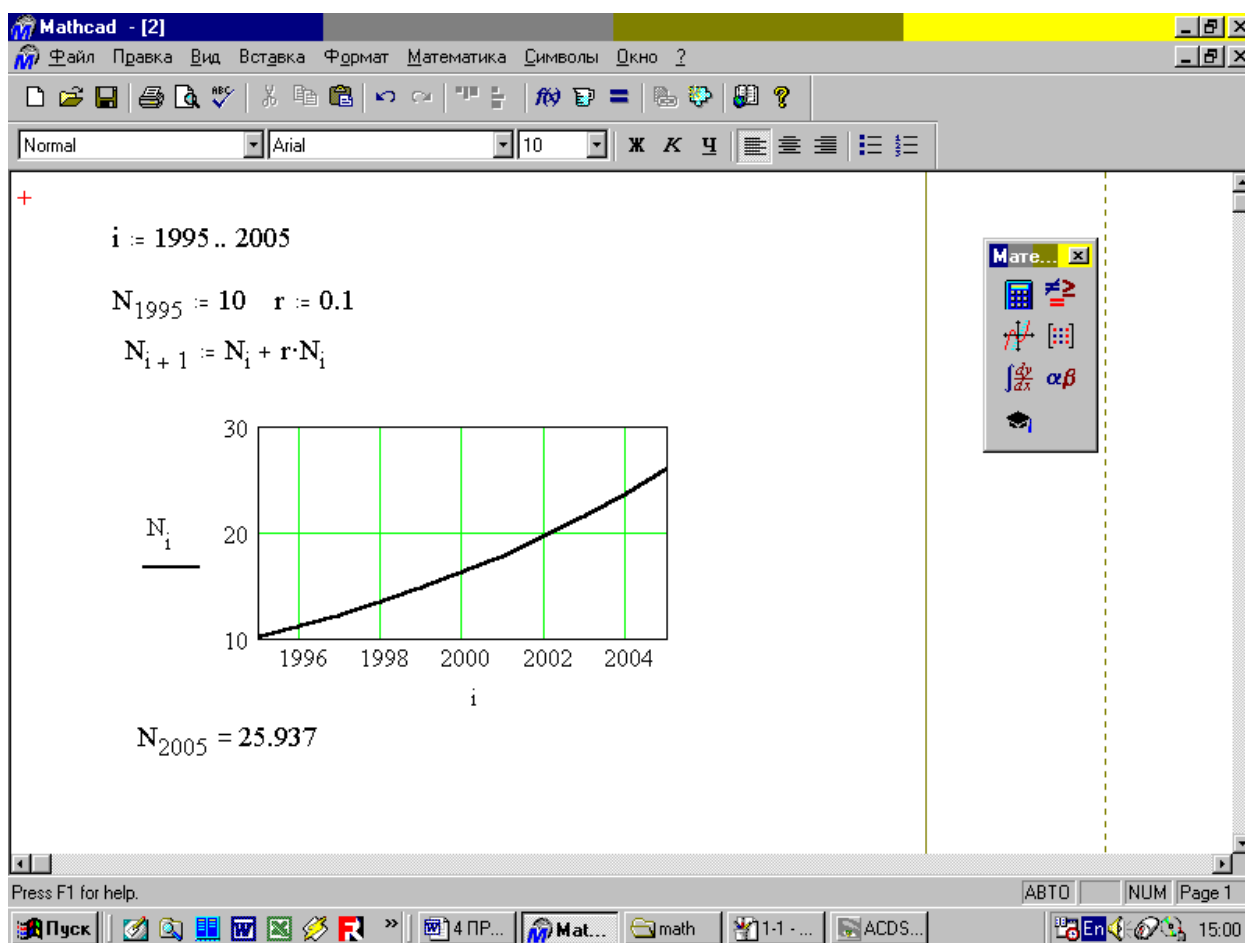 Mathcad - [2]
Файл Правка Вид Вставка Формат Математика Символы Окно ?
Normal Arial 10 Ж К Ч
i := 1995 .. 2005
Мате...
N₁₉₉₅ := 10 r := 0.1
Nᵢ ₊ ₁ := Nᵢ + r·Nᵢ
αβ
30
Nᵢ
20
10
1996 1998 2000 2002 2004
i
N₂₀₀₅ = 25.937
Press F1 for help. АВТО NUM Page 1
Пуск » 4 ПР... Mat... math 1-1 - ... ACDS... En 15:00